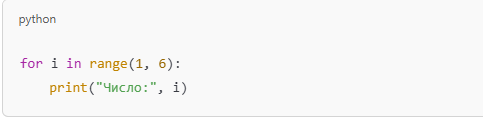 python
for i in range(1, 6):
    print("Число:", i)